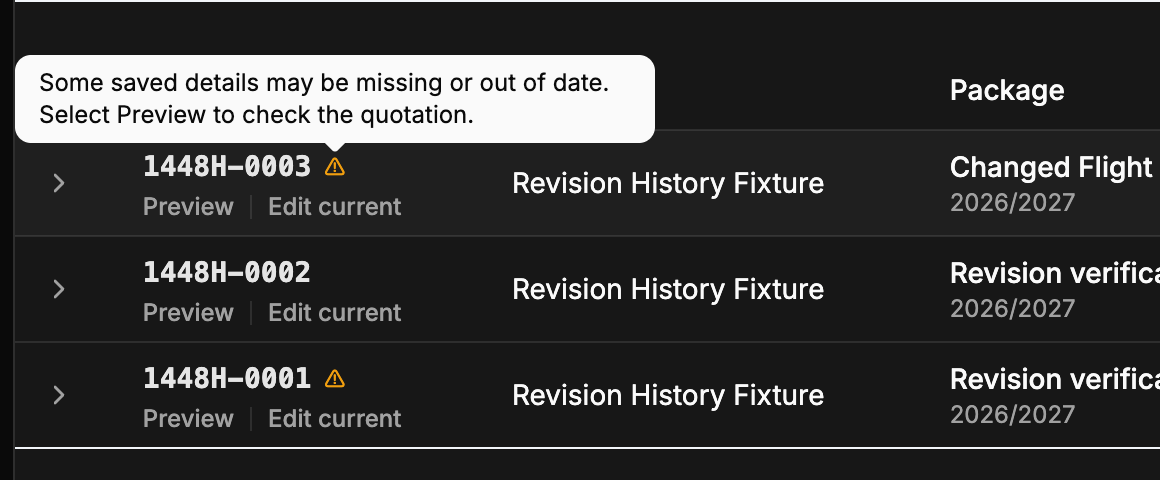 Some saved details may be missing or out of date.
Select Preview to check the quotation.
Package
1448H-0003
Preview | Edit current
Revision History Fixture
Changed Flight
2026/2027
1448H-0002
Preview | Edit current
Revision History Fixture
Revision verifica
2026/2027
1448H-0001
Preview | Edit current
Revision History Fixture
Revision verifica
2026/2027